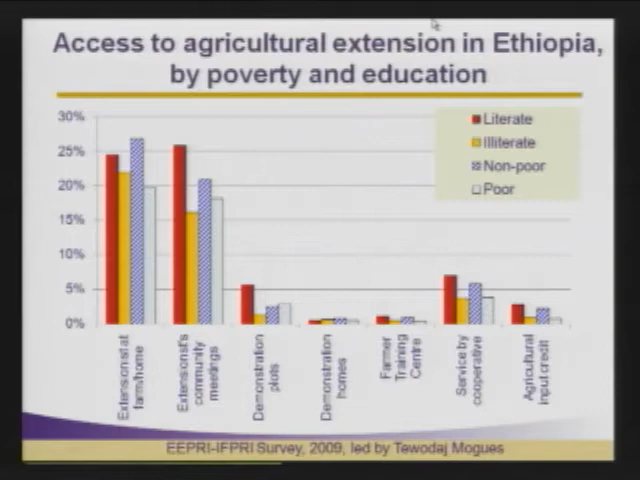 Access to agricultural extension in Ethiopia,
by poverty and education
30%
25%
20%
15%
10%
5%
0%
Literate
Illiterate
Non-poor
Poor
Extensionist at
farm/home
Extensionist's
community
meetings
Demonstration
plots
Demonstration
homes
Farmer
Training
Centre
Service by
cooperative
Agricultural
input credit
EEPRI-IFPRI Survey, 2009, led by Tewodaj Mogues